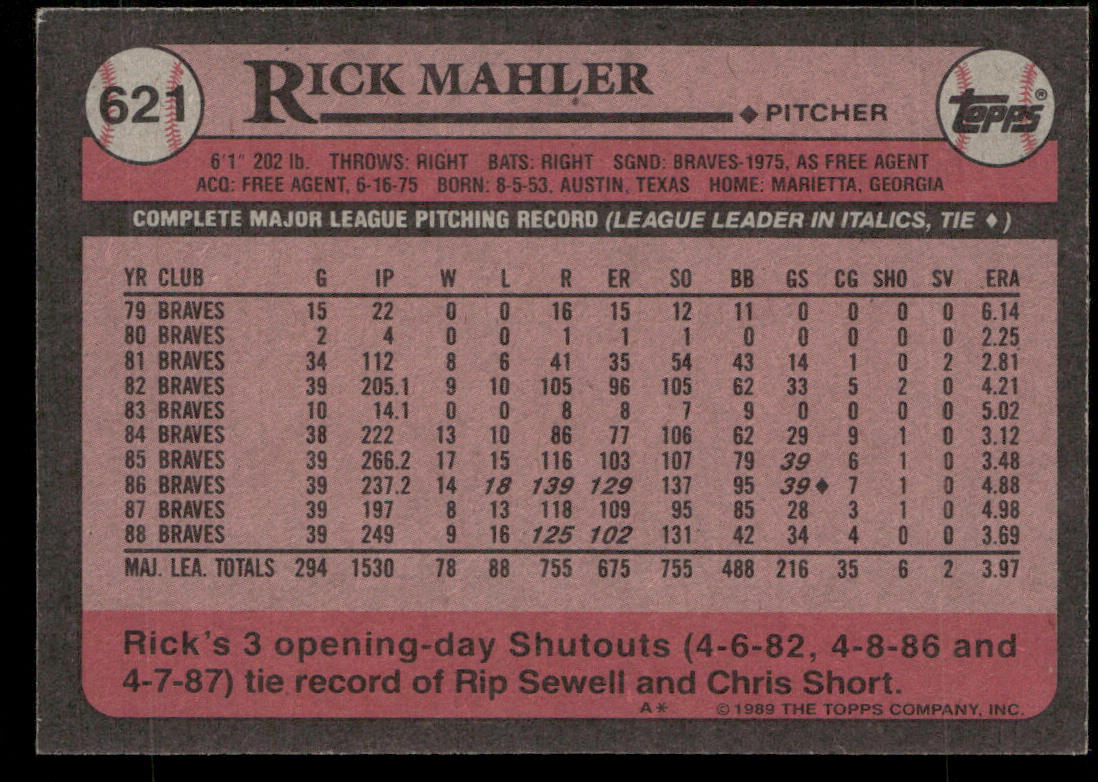 621
RICK MAHLER
◆ PITCHER
TOPPS®
6'1" 202 lb. THROWS: RIGHT BATS: RIGHT SGND: BRAVES-1975, AS FREE AGENT
ACQ: FREE AGENT, 6-16-75 BORN: 8-5-53, AUSTIN, TEXAS HOME: MARIETTA, GEORGIA
COMPLETE MAJOR LEAGUE PITCHING RECORD (LEAGUE LEADER IN ITALICS, TIE ♦)
YR CLUB G IP W L R ER SO BB GS CG SHO SV ERA
79 BRAVES 15 22 0 0 16 15 12 11 0 0 0 0 6.14
80 BRAVES 2 4 0 0 1 1 1 0 0 0 0 0 2.25
81 BRAVES 34 112 8 6 41 35 54 43 14 1 0 2 2.81
82 BRAVES 39 205.1 9 10 105 96 105 62 33 5 2 0 4.21
83 BRAVES 10 14.1 0 0 8 8 7 9 0 0 0 0 5.02
84 BRAVES 38 222 13 10 86 77 106 62 29 9 1 0 3.12
85 BRAVES 39 266.2 17 15 116 103 107 79 39 6 1 0 3.48
86 BRAVES 39 237.2 14 18 139 129 137 95 39♦ 7 1 0 4.88
87 BRAVES 39 197 8 13 118 109 95 85 28 3 1 0 4.98
88 BRAVES 39 249 9 16 125 102 131 42 34 4 0 0 3.69
MAJ. LEA. TOTALS 294 1530 78 88 755 675 755 488 216 35 6 2 3.97
Rick's 3 opening-day Shutouts (4-6-82, 4-8-86 and
4-7-87) tie record of Rip Sewell and Chris Short.
A* ©1989 THE TOPPS COMPANY, INC.